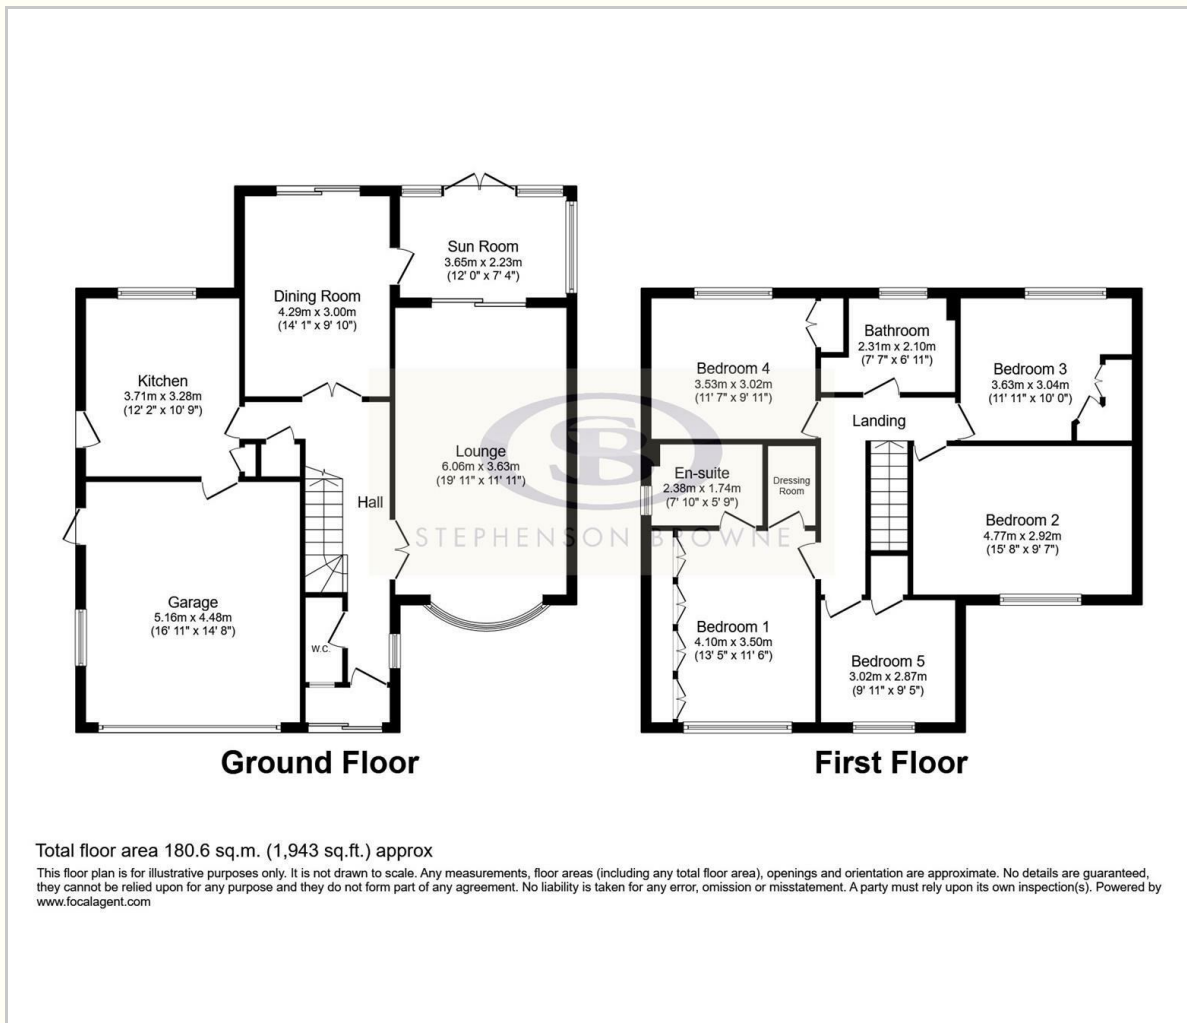 Sun Room
3.65m x 2.23m
(12' 0" x 7' 4")
Dining Room
4.29m x 3.00m
(14' 1" x 9' 10")
Kitchen
3.71m x 3.28m
(12' 2" x 10' 9")
Lounge
6.06m x 3.63m
(19' 11" x 11' 11")
Hall
Garage
5.16m x 4.48m
(16' 11" x 14' 8")
W.C.
Ground Floor
Bathroom
2.31m x 2.10m
(7' 7" x 6' 11")
Bedroom 4
3.53m x 3.02m
(11' 7" x 9' 11")
Bedroom 3
3.63m x 3.04m
(11' 11" x 10' 0")
Landing
En-suite
2.38m x 1.74m
(7' 10" x 5' 9")
Dressing
Room
Bedroom 2
4.77m x 2.92m
(15' 8" x 9' 7")
Bedroom 1
4.10m x 3.50m
(13' 5" x 11' 6")
Bedroom 5
3.02m x 2.87m
(9' 11" x 9' 5")
First Floor
SB
STEPHENSON BROWNE
Total floor area 180.6 sq.m. (1,943 sq.ft.) approx
This floor plan is for illustrative purposes only. It is not drawn to scale. Any measurements, floor areas (including any total floor area), openings and orientation are approximate. No details are guaranteed,
they cannot be relied upon for any purpose and they do not form part of any agreement. No liability is taken for any error, omission or misstatement. A party must rely upon its own inspection(s). Powered by
www.focalagent.com